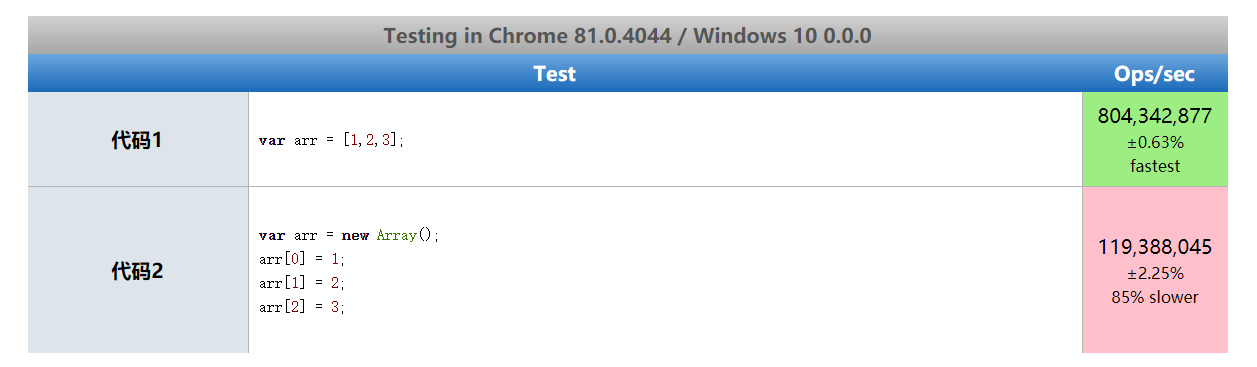 Testing in Chrome 81.0.4044 / Windows 10 0.0.0
Test Ops/sec
代码1
var arr = [1,2,3];
804,342,877
±0.63%
fastest
代码2
var arr = new Array();
arr[0] = 1;
arr[1] = 2;
arr[2] = 3;
119,388,045
±2.25%
85% slower